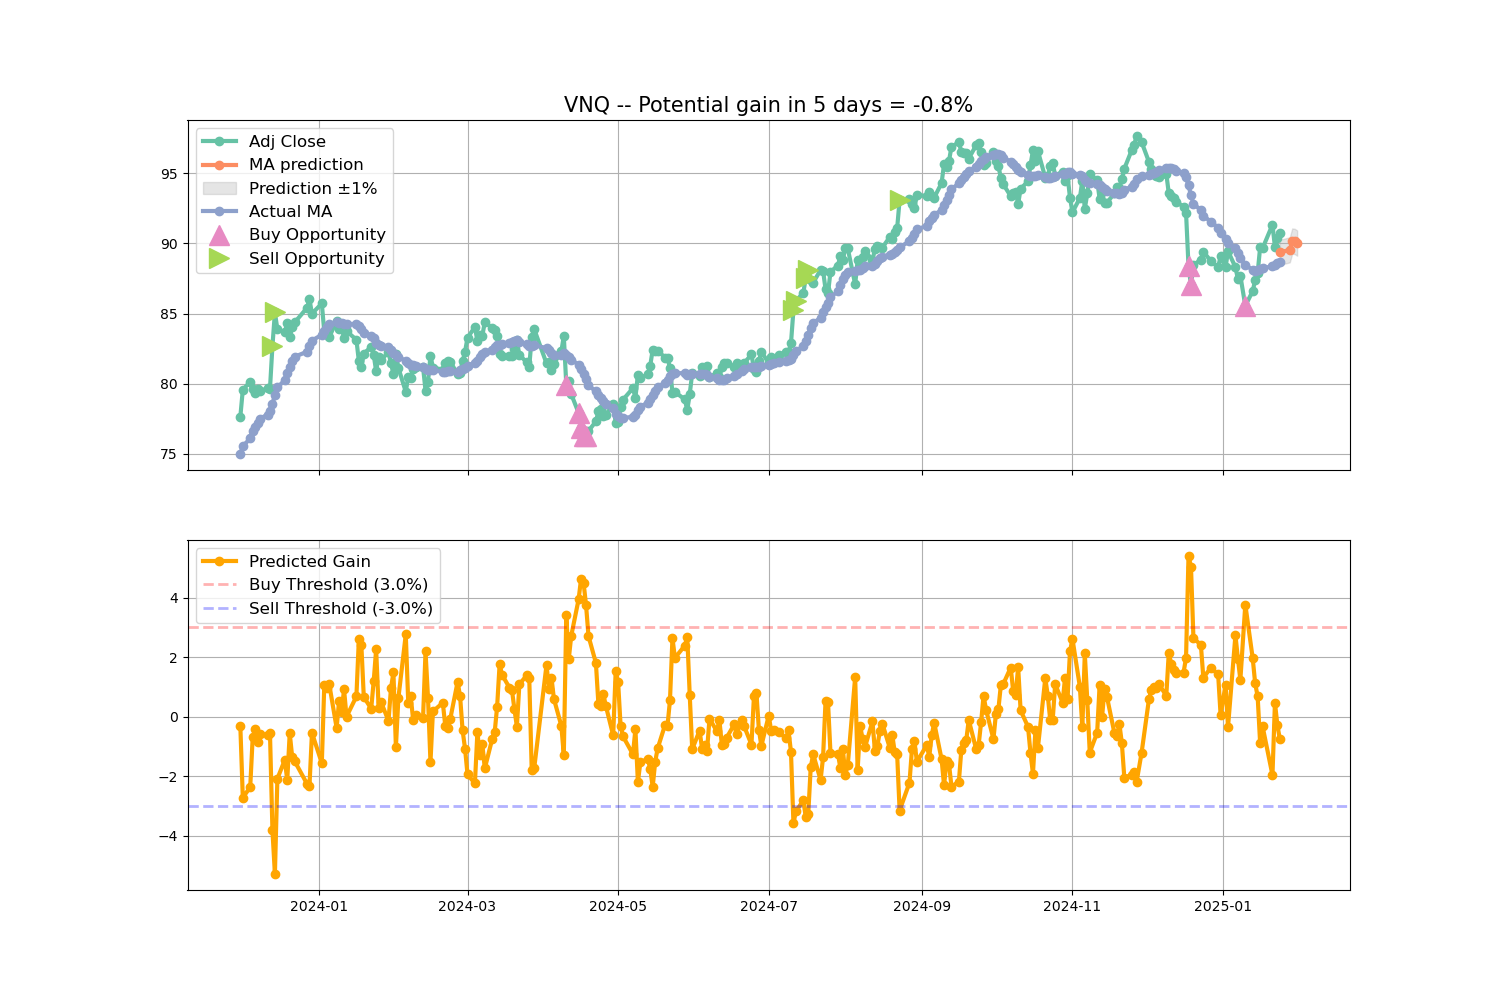 VNQ -- Potential gain in 5 days = -0.8%
Adj Close
MA prediction
Prediction ±1%
Actual MA
Buy Opportunity
Sell Opportunity
95
90
85
80
75
Predicted Gain
Buy Threshold (3.0%)
Sell Threshold (-3.0%)
4
2
0
−2
−4
2024-01
2024-03
2024-05
2024-07
2024-09
2024-11
2025-01